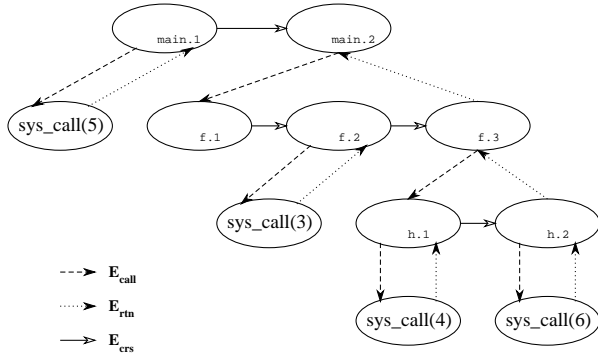 main.1 main.2
sys_call(5) f.1 f.2 f.3
sys_call(3) h.1 h.2
E_call
E_rtn sys_call(4) sys_call(6)
E_crs